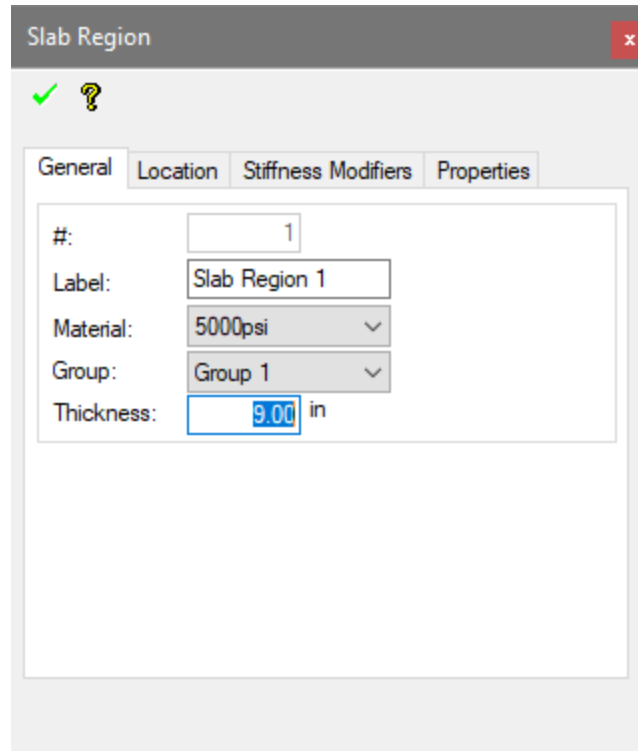 Slab Region
x
?
General Location Stiffness Modifiers Properties
#: 1
Label: Slab Region 1
Material: 5000psi
Group: Group 1
Thickness: 9.00 in